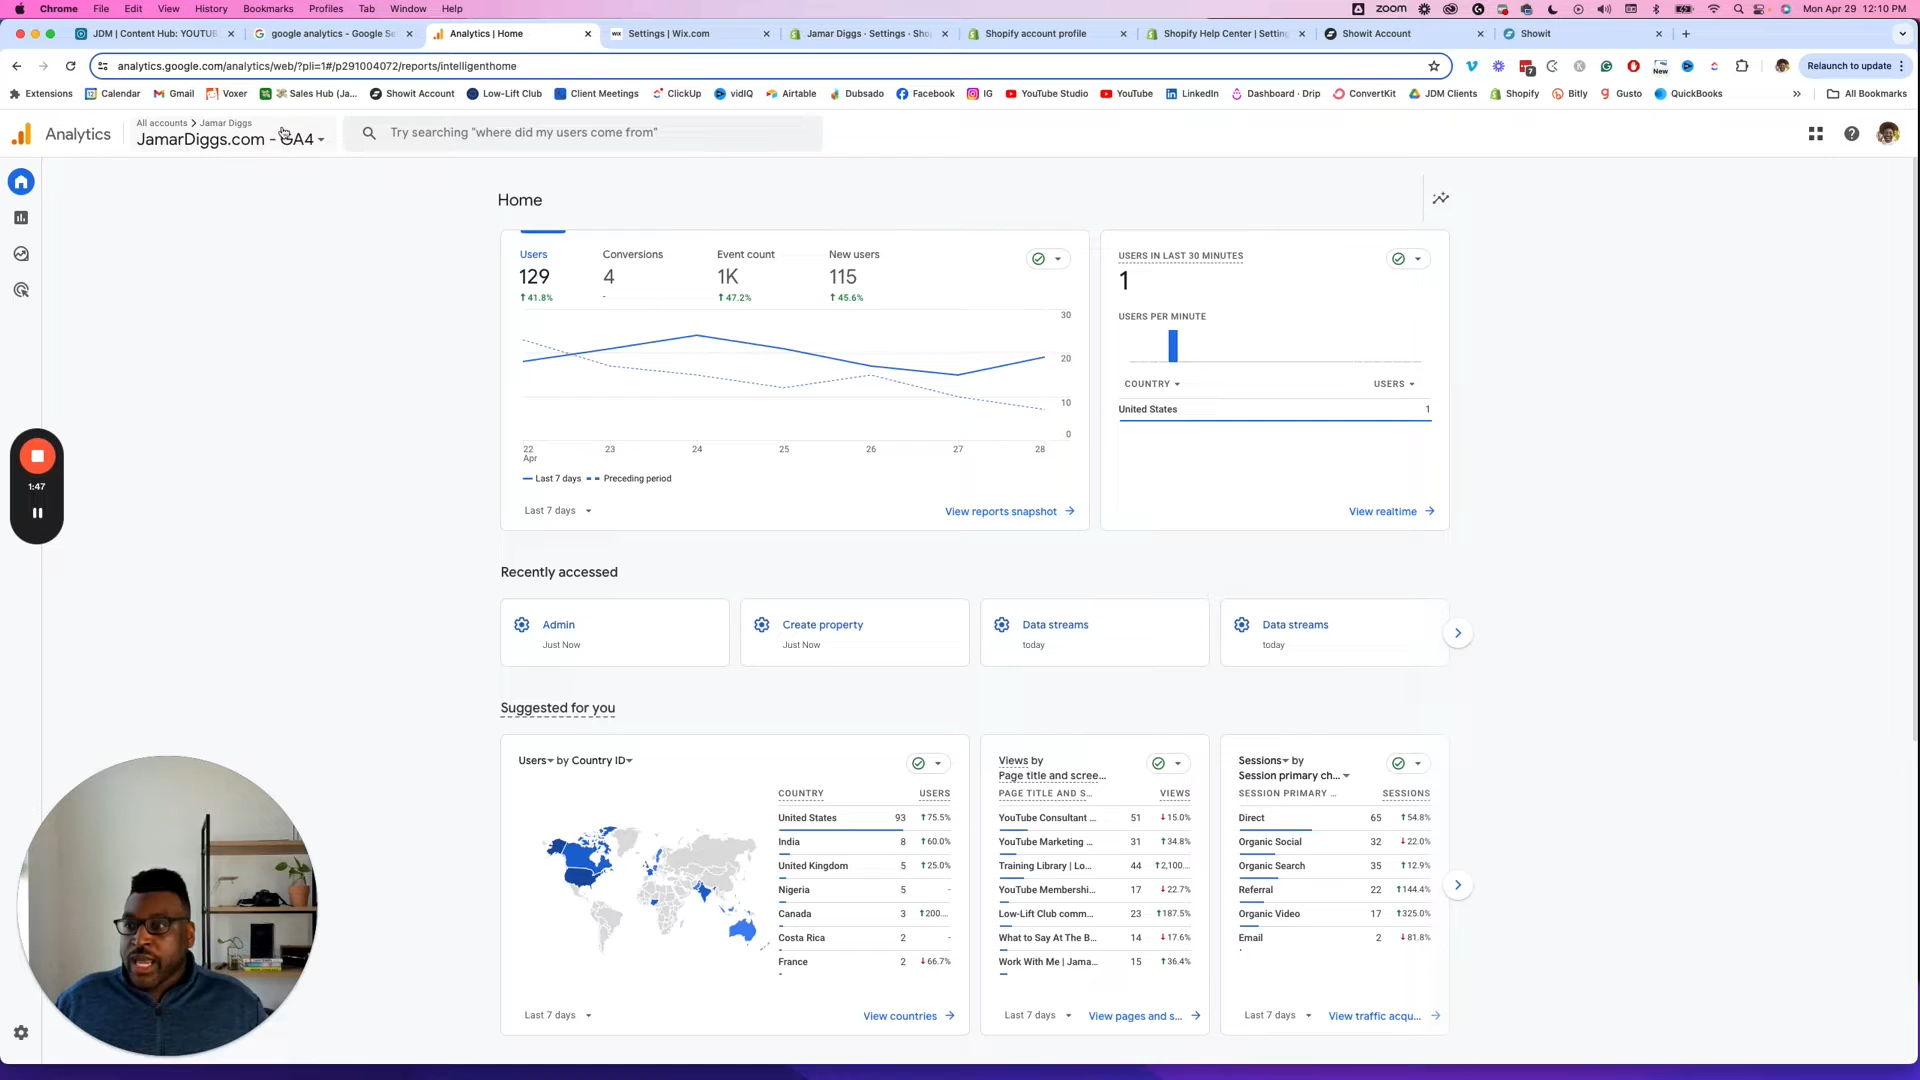 Chrome File Edit View History Bookmarks Profiles Tab Window Help
zoom Mon Apr 29 12:10 PM
JDM | Content Hub: YOUTUB
google analytics - Google Se
Analytics | Home
Settings | Wix.com
Jamar Diggs · Settings · Sho
Shopify account profile
Shopify Help Center | Setting
Showit Account
Showit
analytics.google.com/analytics/web/?pli=1#/p291004072/reports/intelligenthome
7
New
Relaunch to update
Extensions Calendar Gmail Voxer Sales Hub (Ja... Showit Account Low-Lift Club Client Meetings ClickUp vidIQ Airtable Dubsado Facebook IG YouTube Studio YouTube LinkedIn Dashboard · Drip ConvertKit JDM Clients Shopify Bitly Gusto QuickBooks All Bookmarks
Analytics
All accounts > Jamar Diggs
JamarDiggs.com - GA4
Try searching "where did my users come from"
Home
Users Conversions Event count New users
129 4 1K 115
41.8% - 47.2% 45.6%
30
20
10
0
22 23 24 25 26 27 28
Apr
Last 7 days Preceding period
Last 7 days View reports snapshot
USERS IN LAST 30 MINUTES
1
USERS PER MINUTE
COUNTRY USERS
United States 1
View realtime
1:47
Recently accessed
Admin
Just Now
Create property
Just Now
Data streams
today
Data streams
today
Suggested for you
Users by Country ID
COUNTRY USERS
United States 93 75.5%
India 8 60.0%
United Kingdom 5 25.0%
Nigeria 5 -
Canada 3 200....
Costa Rica 2 -
France 2 66.7%
Last 7 days View countries
Views by
Page title and scree...
PAGE TITLE AND S... VIEWS
YouTube Consultant ... 51 15.0%
YouTube Marketing ... 31 34.8%
Training Library | Lo... 44 2,100....
YouTube Membershi... 17 22.7%
Low-Lift Club comm... 23 187.5%
What to Say At The B... 14 17.6%
Work With Me | Jama... 15 36.4%
Last 7 days View pages and s...
Sessions by
Session primary ch...
SESSION PRIMARY ... SESSIONS
Direct 65 54.8%
Organic Social 32 22.0%
Organic Search 35 12.9%
Referral 22 144.4%
Organic Video 17 325.0%
Email 2 81.8%
Last 7 days View traffic acqu...